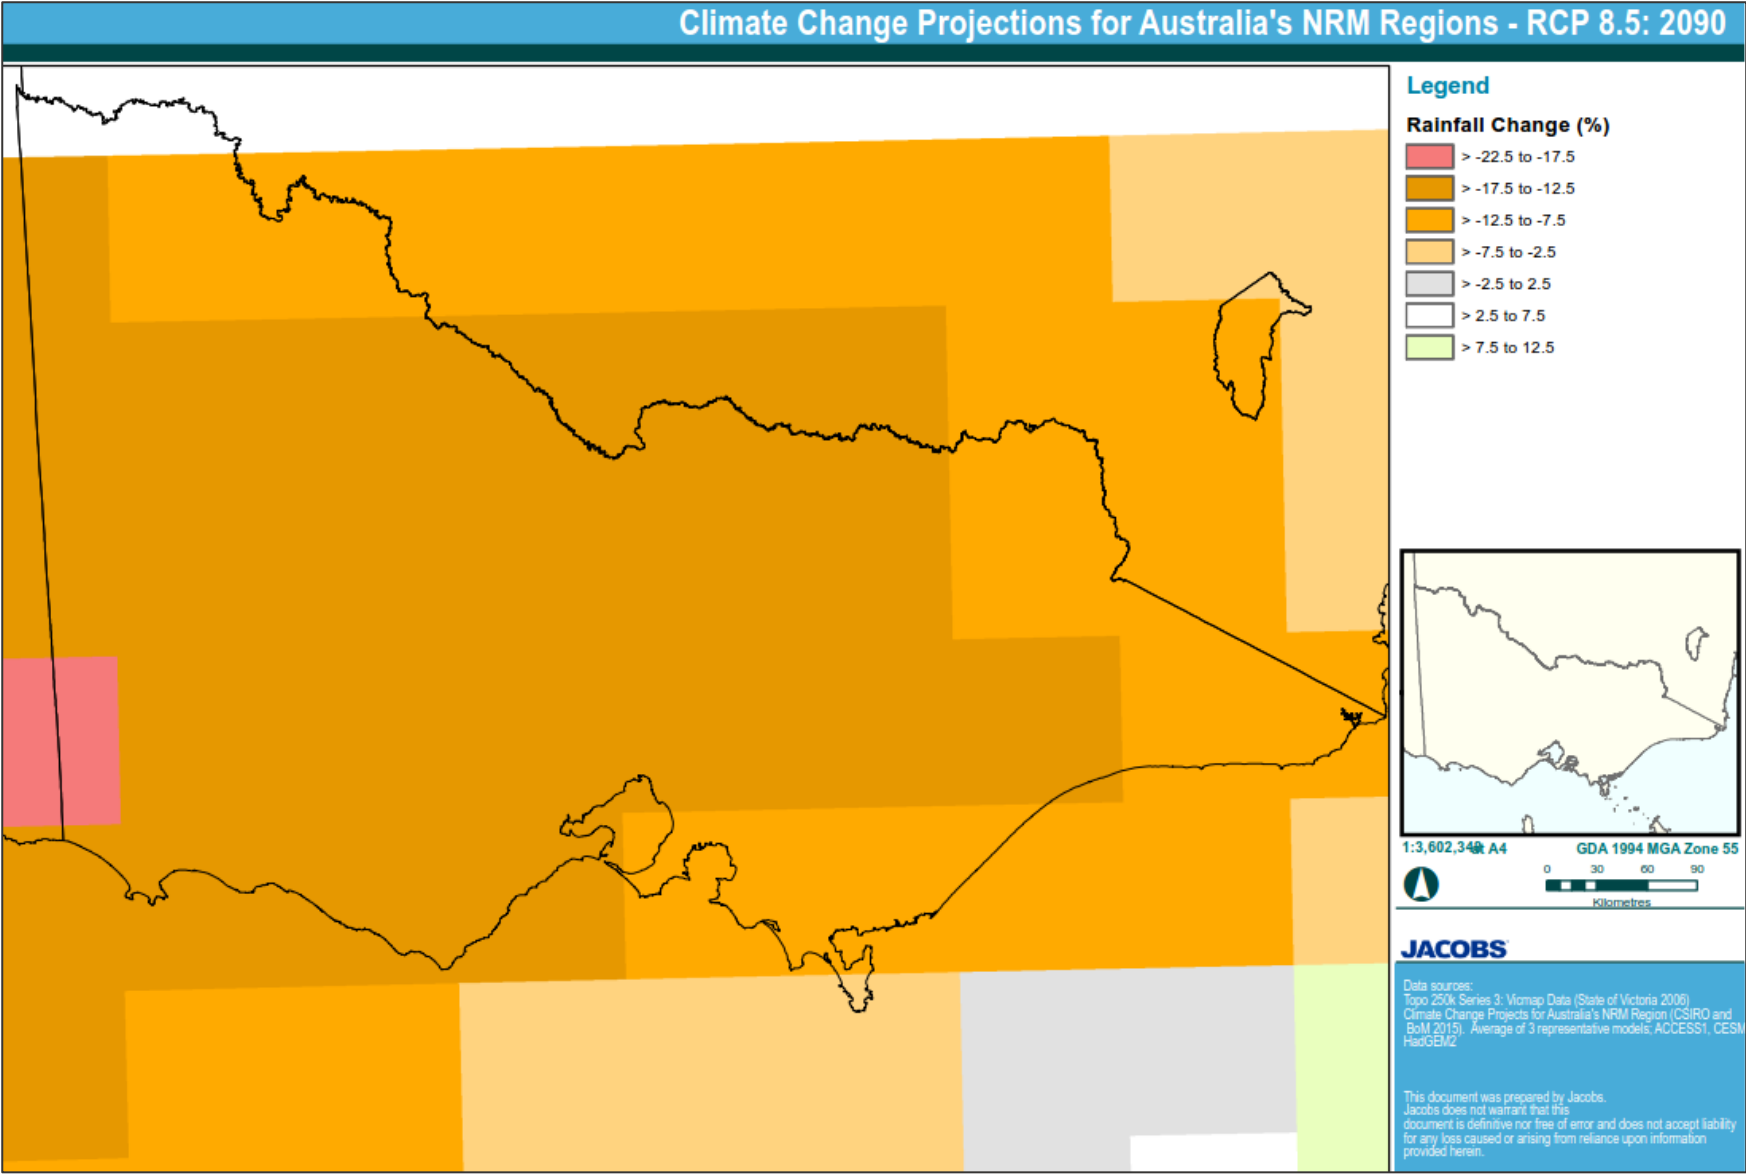 Climate Change Projections for Australia's NRM Regions - RCP 8.5: 2090
Legend
Rainfall Change (%)
> -22.5 to -17.5
> -17.5 to -12.5
> -12.5 to -7.5
> -7.5 to -2.5
> -2.5 to 2.5
> 2.5 to 7.5
> 7.5 to 12.5
at A4
GDA 1994 MGA Zone 55
0 30 60 90
Kilometres
JACOBS
Data sources:
Topo 250k Series 3: Vicmap Data (State of Victoria 2006)
Climate Change Projects for Australia's NRM Region (CSIRO and
BoM 2015). Average of 3 representative models; ACCESS1, CESM
HadGEM2
This document was prepared by Jacobs.
Jacobs does not warrant that this
document is definitive nor free of error and does not accept liability
for any loss caused or arising from reliance upon information
provided herein.